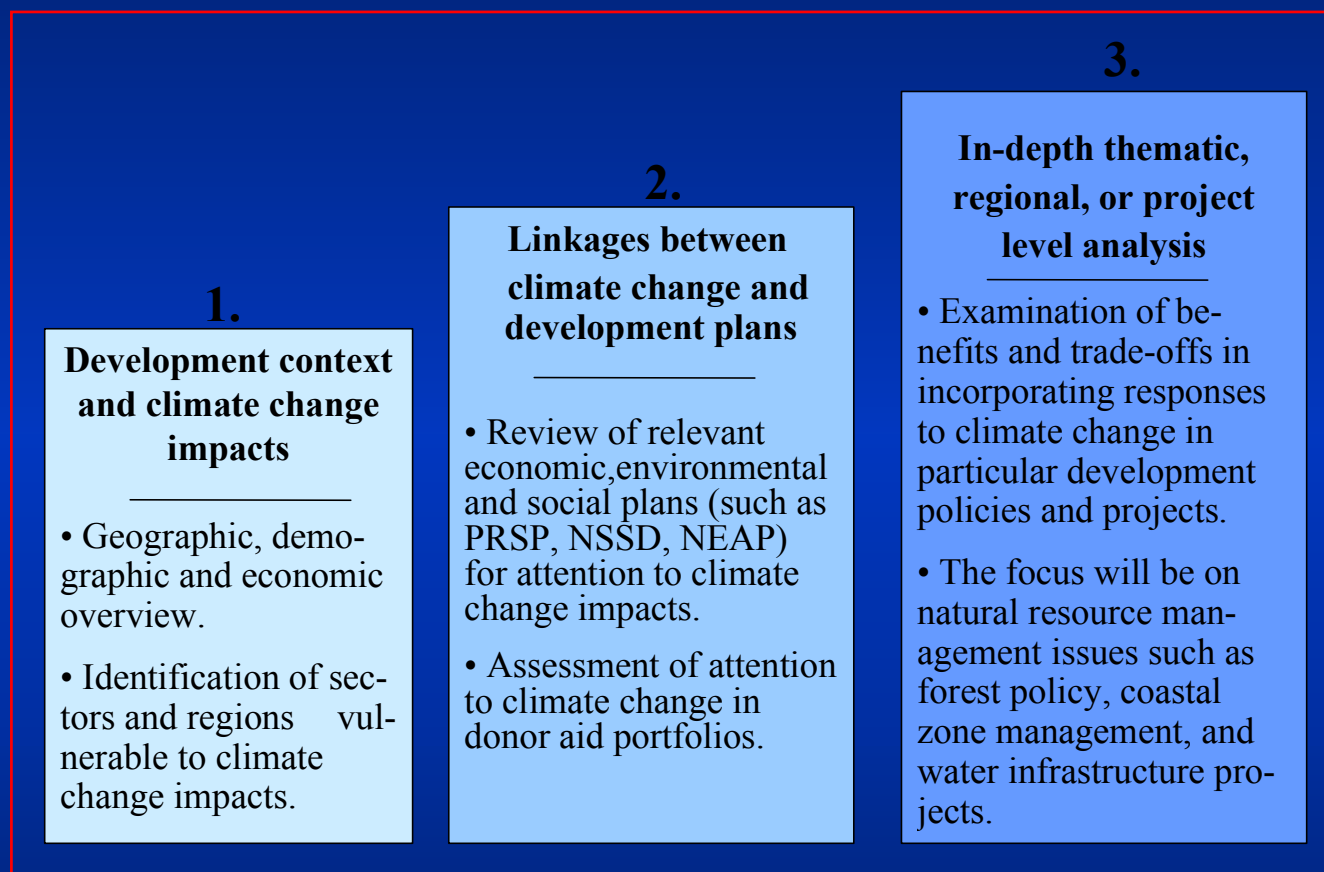 1.
Development context
and climate change
impacts
• Geographic, demo-
graphic and economic
overview.
• Identification of sec-
tors and regions vul-
nerable to climate
change impacts.
2.
Linkages between
climate change and
development plans
• Review of relevant
economic,environmental
and social plans (such as
PRSP, NSSD, NEAP)
for attention to climate
change impacts.
• Assessment of attention
to climate change in
donor aid portfolios.
3.
In-depth thematic,
regional, or project
level analysis
• Examination of be-
nefits and trade-offs in
incorporating responses
to climate change in
particular development
policies and projects.
• The focus will be on
natural resource man-
agement issues such as
forest policy, coastal
zone management, and
water infrastructure pro-
jects.